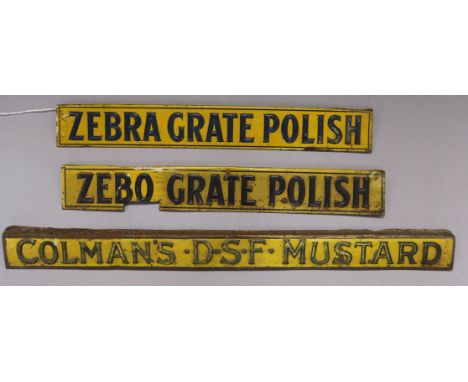 ZEBRA GRATE POLISH
ZEBO GRATE POLISH
COLMAN'S · D · S · F · MUSTARD